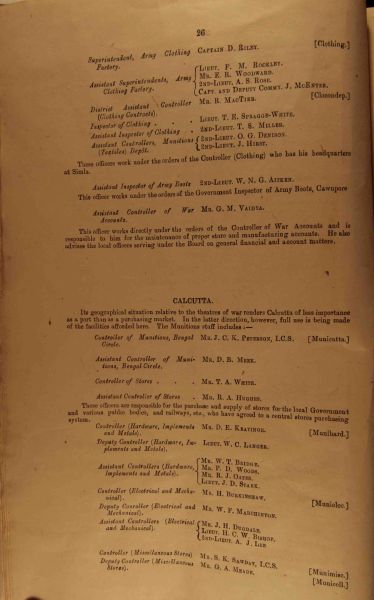 26
[Clothing.]
Superintendent, Army Clothing Factory. CAPTAIN D. RILEY.
Assistant Superintendents, Army Clothing Factory. LIEUT. F. M. ROCKLEY.
MR. E. R. WOODWARD.
2ND-LIEUT. A. S. ROSE.
CAPT. AND DEPUTY COMMY. J. MCENTEE.
District Assistant Controller (Clothing Contracts). MR. R. MACTIER. [Clomendep.]
Inspector of Clothing . . LIEUT. T. E. SPRAGGE-WHITE.
Assistant Inspector of Clothing . 2ND-LIEUT. T. S. MILLER.
Assistant Controllers, Munitions (Textiles) Depôt. 2ND-LIEUT. O. G. DENISON.
2ND-LIEUT. J. HIRST.
These officers work under the orders of the Controller (Clothing) who has his headquarters
at Simla.
Assistant Inspector of Army Boots 2ND-LIEUT. W. N. G. AITKEN.
This officer works under the orders of the Government Inspector of Army Boots, Cawnpore
Assistant Controller of War Accounts. MR. G. M. VAIDYA.
This officer works directly under the orders of the Controller of War Accounts and is
responsible to him for the maintenance of proper store and manufacturing accounts. He also
advises the local officers serving under the Board on general financial and account matters.
CALCUTTA.
Its geographical situation relative to the theatres of war renders Calcutta of less importance
as a port than as a purchasing market. In the latter direction, however, full use is being made
of the facilities afforded here. The Munitions staff includes :—
Controller of Munitions, Bengal Circle. MR. J. C. K. PETERSON, I.C.S. [Municutta.]
Assistant Controller of Munitions, Bengal Circle. MR. D. B. MEEK.
Controller of Stores . . . MR. T. A. WEIR.
Assistant Controller of Stores . MR. R. A. HUGHES.
These officers are responsible for the purchase and supply of stores for the local Government
and various public bodies, and railways, etc., who have agreed to a central stores purchasing
system.
Controller (Hardware, Implements and Metals). MR. D. E. KEATINGE. [Munihard.]
Deputy Controller (Hardware, Implements and Metals). LIEUT. W. C. LANGER.
Assistant Controllers (Hardware, Implements and Metals). MR. W. T. BRIDLE.
MR. P. D. WOODS.
MR. R. J. OATES.
LIEUT. J. D. STARK.
Controller (Electrical and Mechanical). MR. H. BURKINSHAW. [Munielec.]
Deputy Controller (Electrical and Mechanical). MR. W. F. MARCHINTON.
Assistant Controllers (Electrical and Mechanical). MR. J. H. DUGDALE.
LIEUT. H. C. W. BISHOP.
2ND-LIEUT. A. J. LEE
Controller (Miscellaneous Stores) MR. S. K. SAWDAY, I.C.S. [Munimisc.]
Deputy Controller (Miscellaneous Stores). MR. G. A. MEADE. [Municoll.]